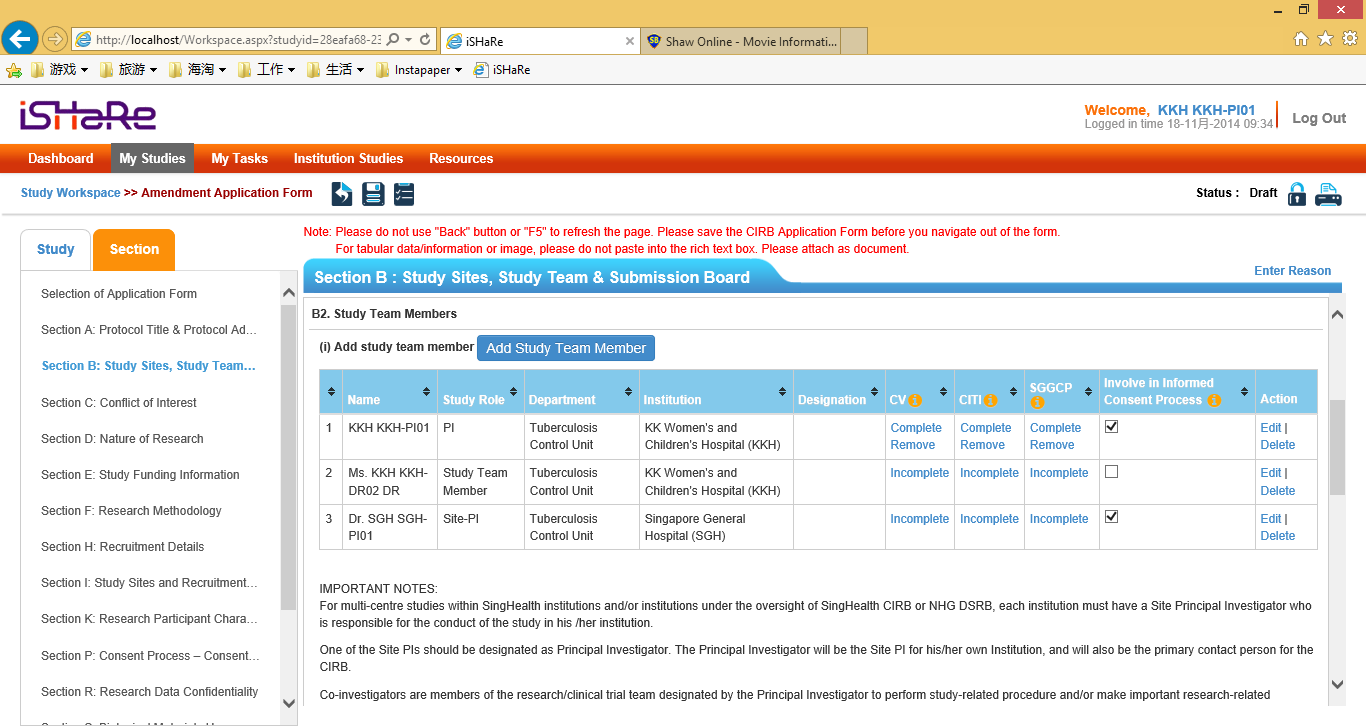 http://localhost/Workspace.aspx?studyid=28eafa68-23
iSHaRe
Shaw Online - Movie Informati...
游戏
旅游
海淘
工作
生活
Instapaper
iSHaRe
iSHaRe
Welcome, KKH KKH-PI01
Logged in time 18-11月-2014 09:34
Log Out
Dashboard
My Studies
My Tasks
Institution Studies
Resources
Study Workspace >> Amendment Application Form
Status : Draft
Study
Section
Selection of Application Form
Section A: Protocol Title & Protocol Ad...
Section B: Study Sites, Study Team...
Section C: Conflict of Interest
Section D: Nature of Research
Section E: Study Funding Information
Section F: Research Methodology
Section H: Recruitment Details
Section I: Study Sites and Recruitment...
Section K: Research Participant Chara...
Section P: Consent Process – Consent...
Section R: Research Data Confidentiality
Note: Please do not use "Back" button or "F5" to refresh the page. Please save the CIRB Application Form before you navigate out of the form.
For tabular data/information or image, please do not paste into the rich text box. Please attach as document.
Section B : Study Sites, Study Team & Submission Board
Enter Reason
B2. Study Team Members
(i) Add study team member Add Study Team Member
Name Study Role Department Institution Designation CV CITI SGGCP Involve in Informed Consent Process Action
1 KKH KKH-PI01 PI Tuberculosis KK Women's and Complete Complete Complete Edit |
Control Unit Children's Hospital (KKH) Remove Remove Remove Delete
2 Ms. KKH KKH- Study Team Tuberculosis KK Women's and Incomplete Incomplete Incomplete Edit |
DR02 DR Member Control Unit Children's Hospital (KKH) Delete
3 Dr. SGH SGH- Site-PI Tuberculosis Singapore General Incomplete Incomplete Incomplete Edit |
PI01 Control Unit Hospital (SGH) Delete
IMPORTANT NOTES:
For multi-centre studies within SingHealth institutions and/or institutions under the oversight of SingHealth CIRB or NHG DSRB, each institution must have a Site Principal Investigator who
is responsible for the conduct of the study in his /her institution.
One of the Site PIs should be designated as Principal Investigator. The Principal Investigator will be the Site PI for his/her own Institution, and will also be the primary contact person for the
CIRB.
Co-investigators are members of the research/clinical trial team designated by the Principal Investigator to perform study-related procedure and/or make important research-related